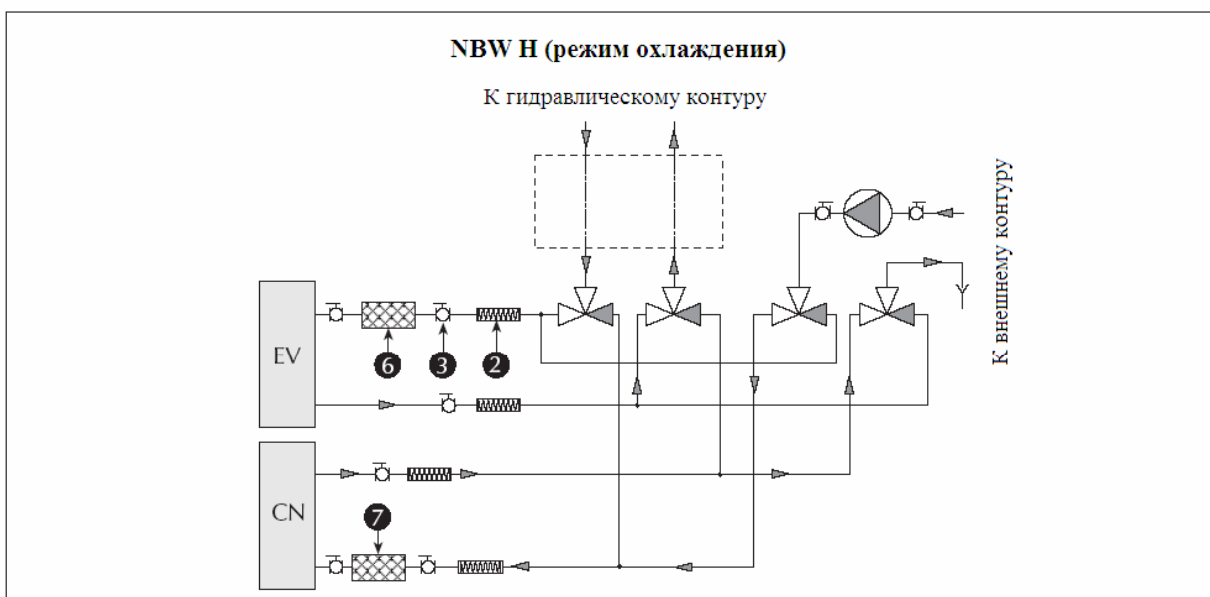 NBW H (режим охлаждения)
К гидравлическому контуру
К внешнему контуру
EV
6
3
2
CN
7